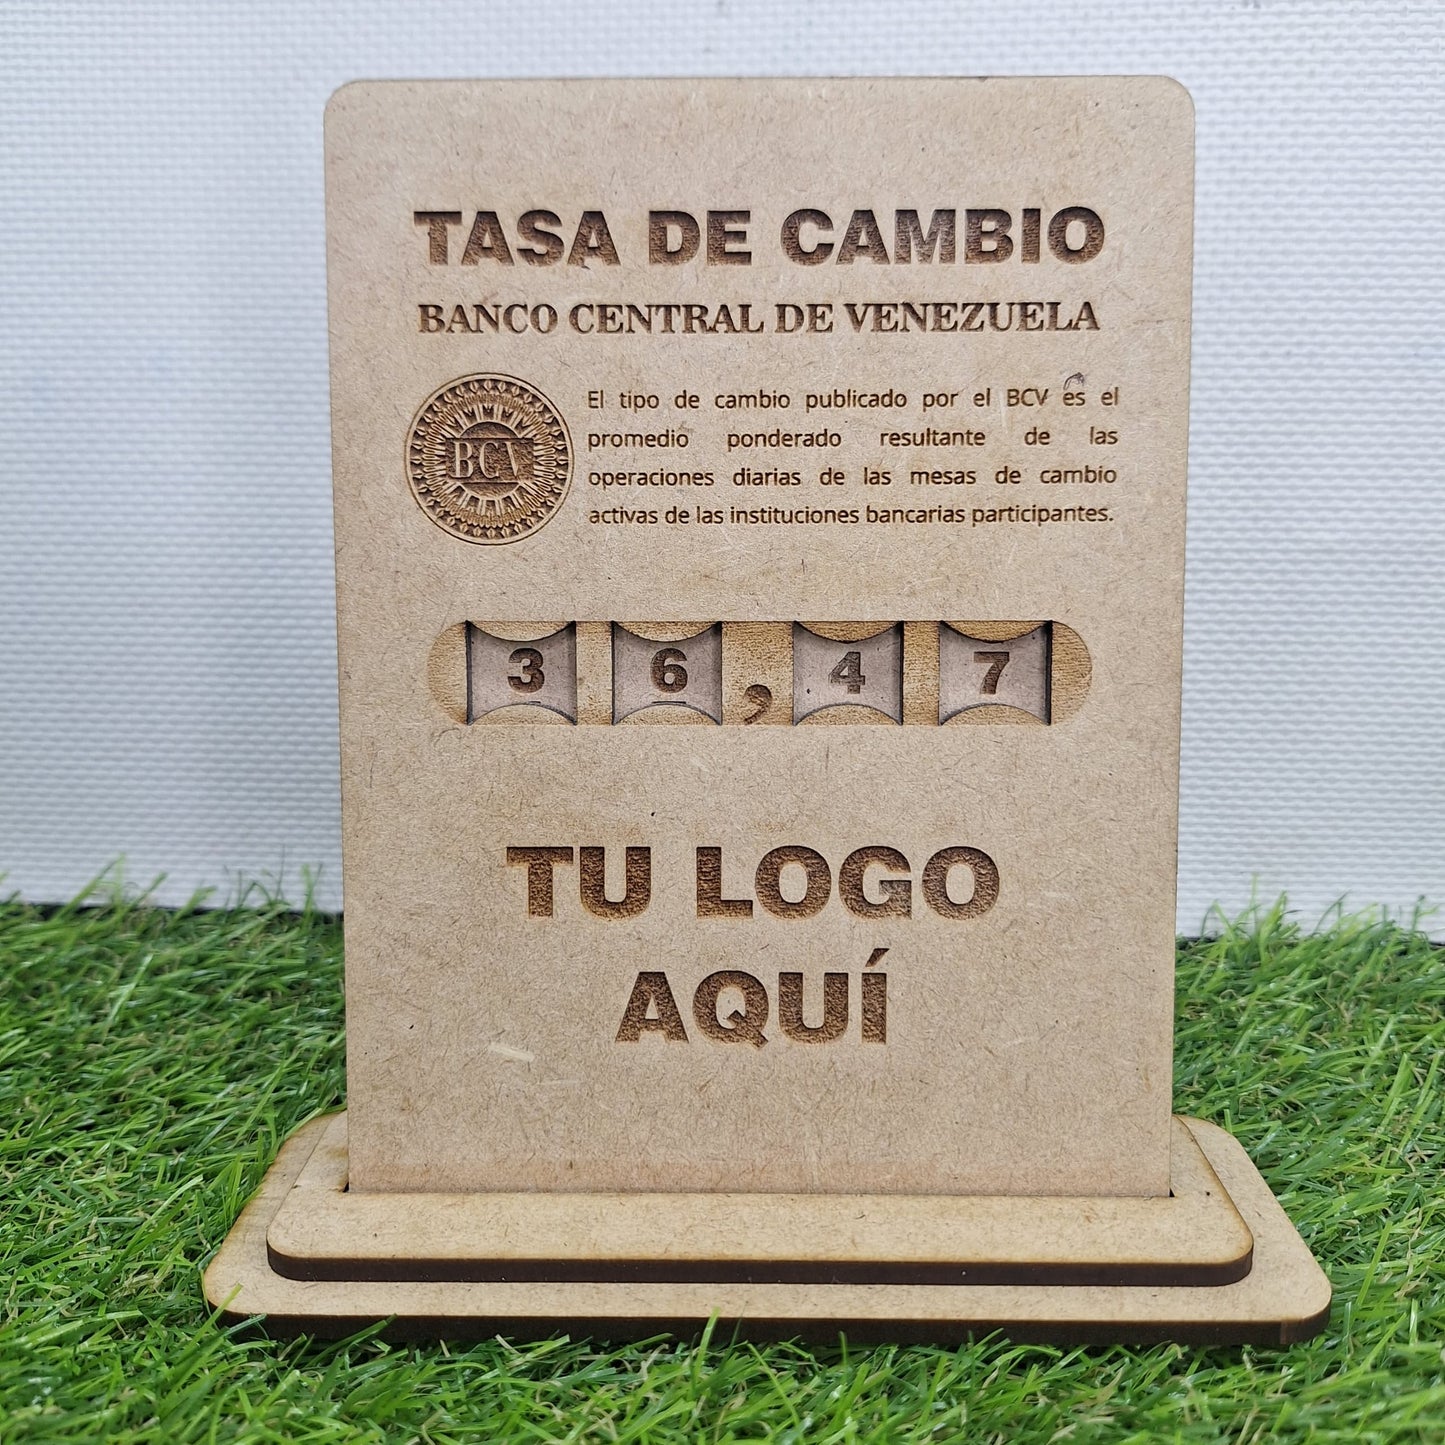 TASA DE CAMBIO
BANCO CENTRAL DE VENEZUELA
BCV
El tipo de cambio publicado por el BCV es el
promedio ponderado resultante de las
operaciones diarias de las mesas de cambio
activas de las instituciones bancarias participantes.
36,47
TU LOGO
AQUÍ